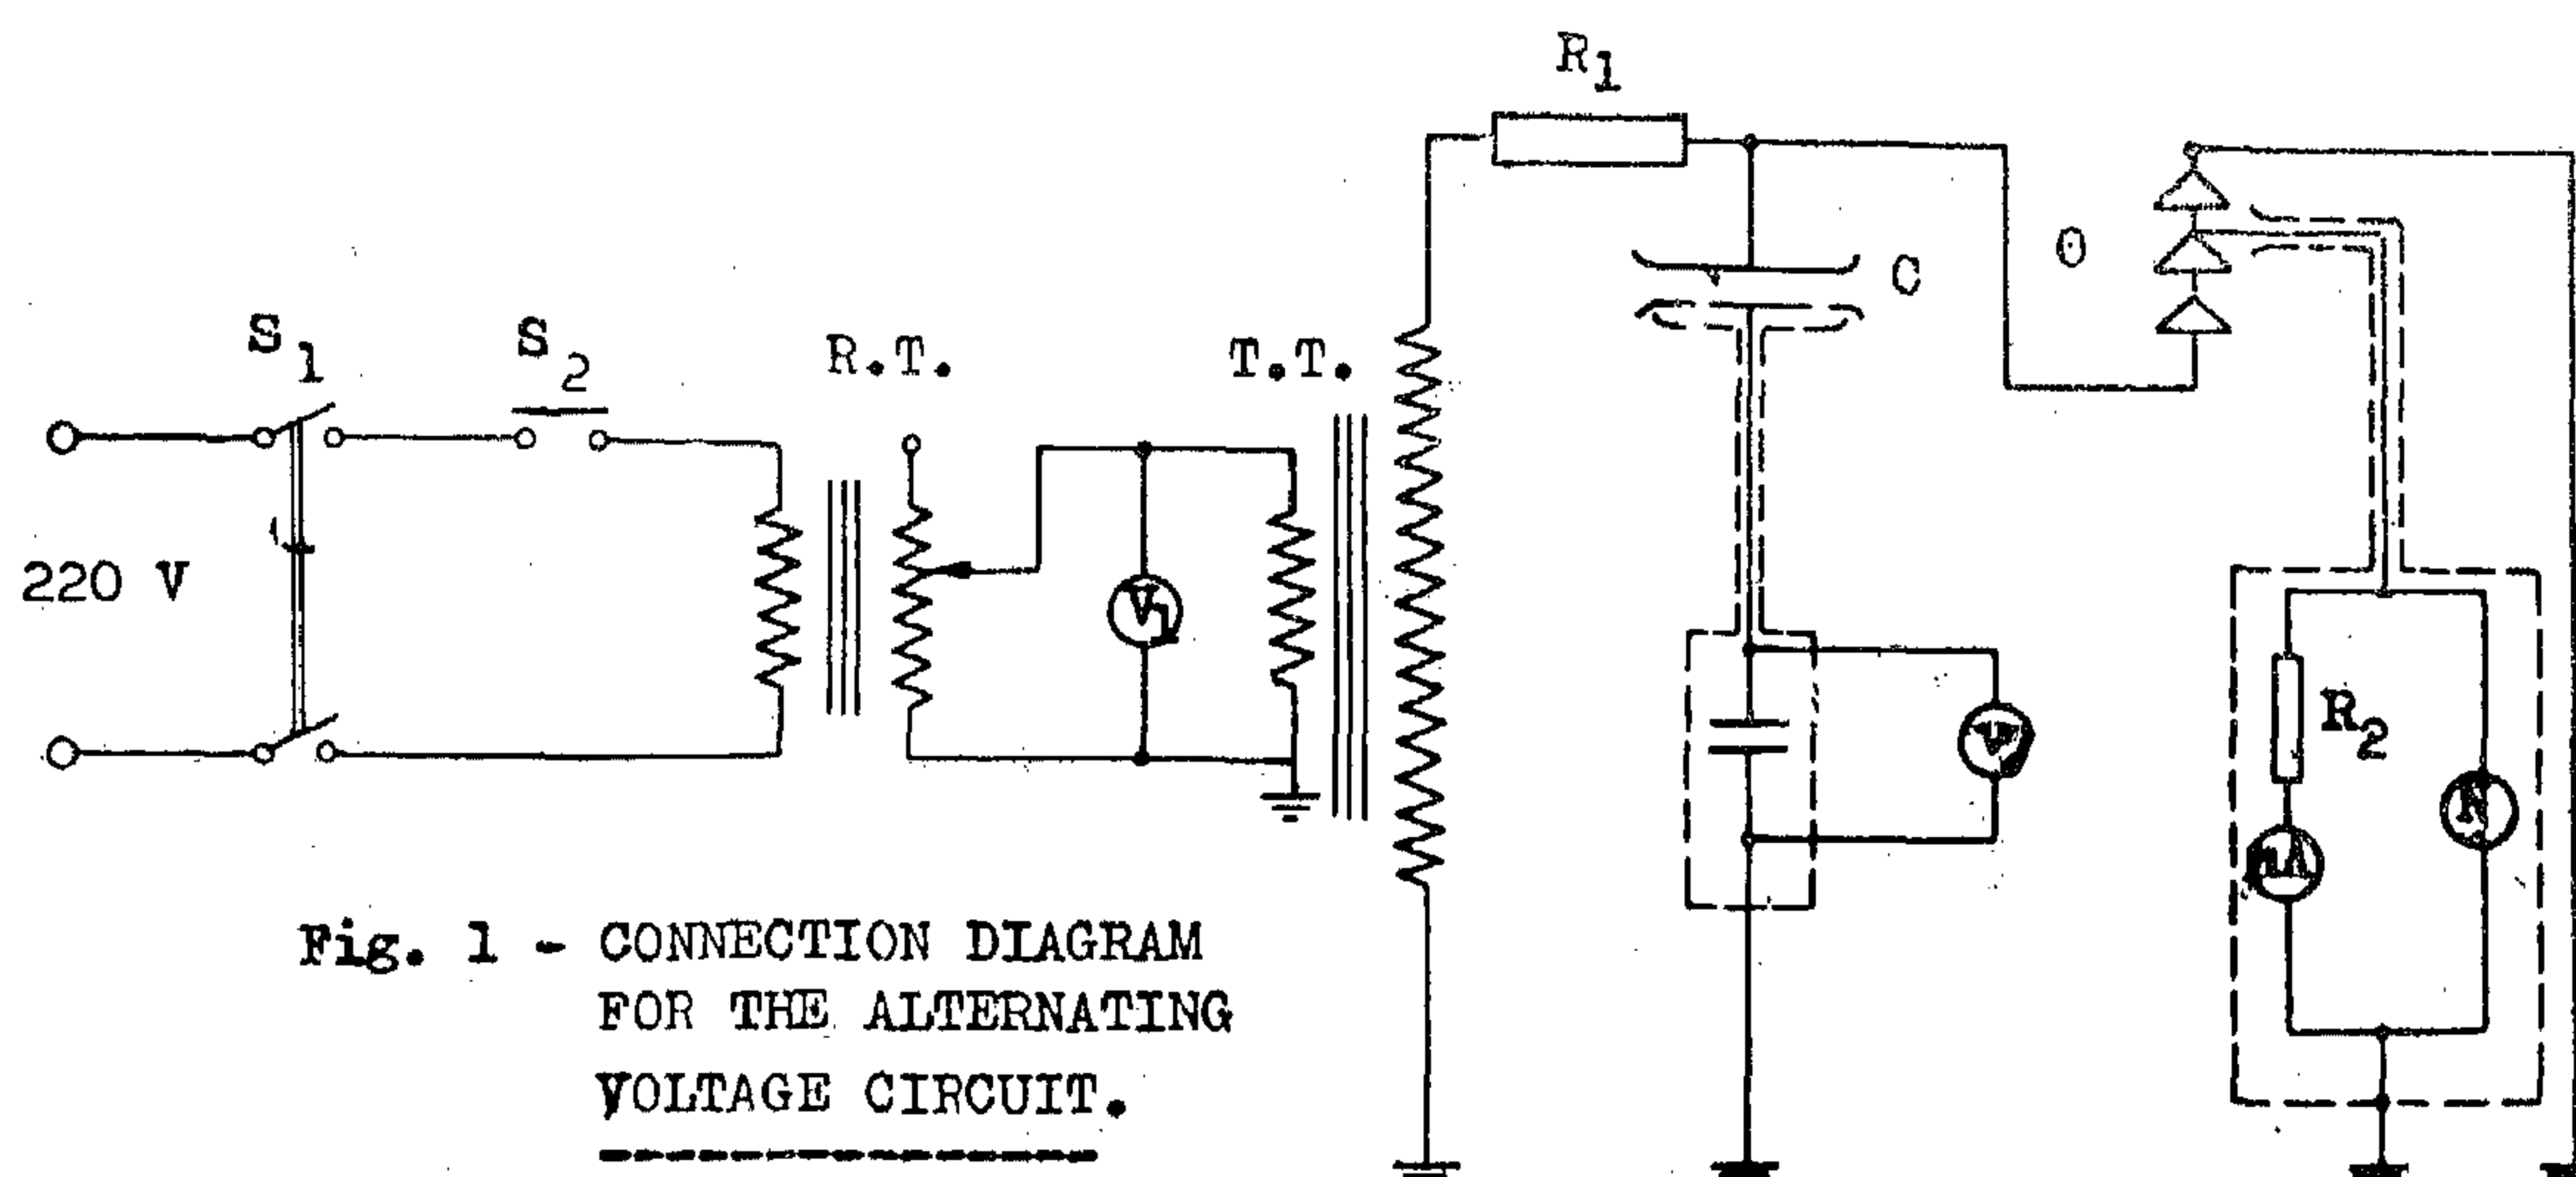 R1
C
0
S1
S2
R.T.
T.T.
220 V
V1
V
R2
mA
N
Fig. 1 - CONNECTION DIAGRAM
FOR THE ALTERNATING
VOLTAGE CIRCUIT.